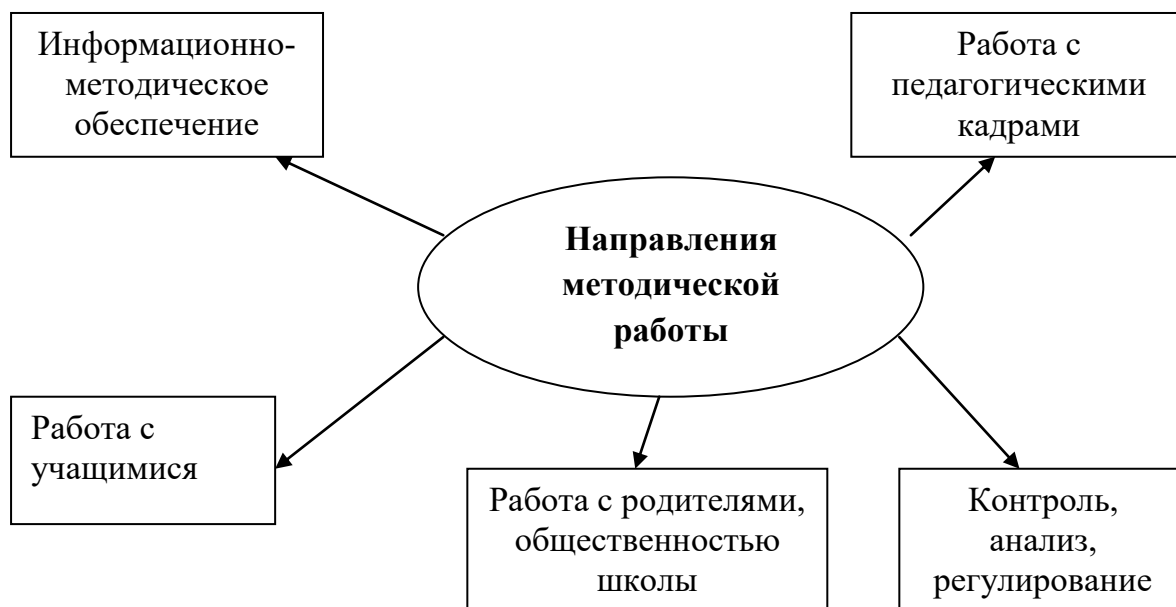 Информационно-
методическое
обеспечение
Работа с
педагогическими
кадрами
Направления
методической
работы
Работа с
учащимися
Работа с родителями,
общественностью
школы
Контроль,
анализ,
регулирование